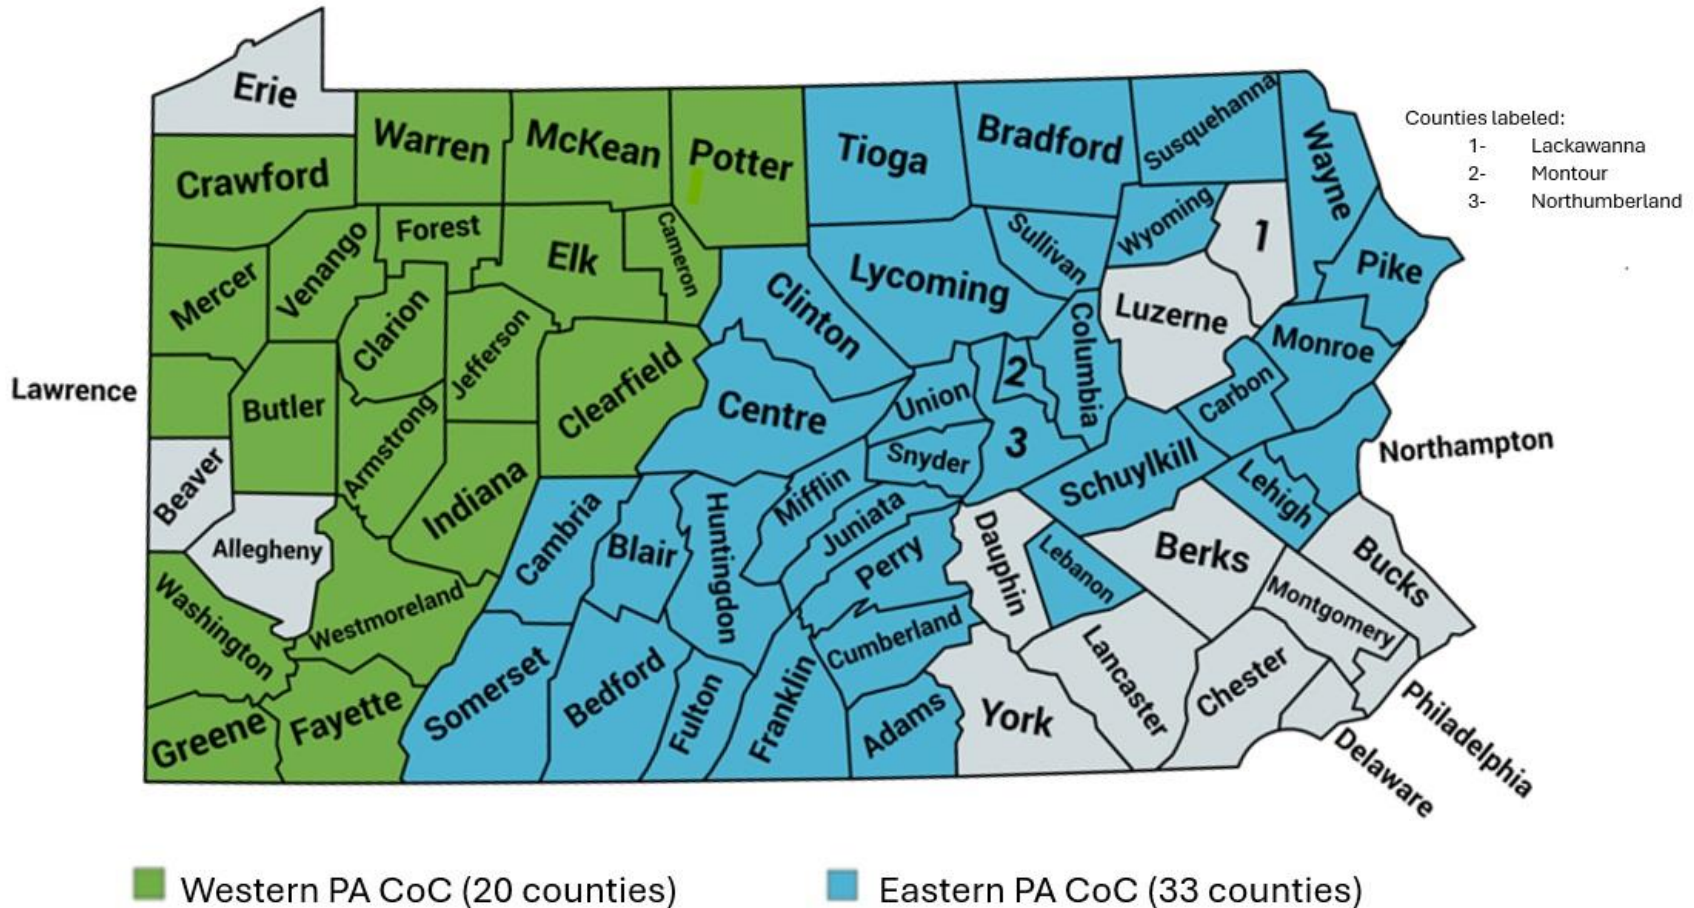 Erie
Warren
McKean
Potter
Tioga
Bradford
Susquehanna
Wayne
Counties labeled:
1- Lackawanna
2- Montour
3- Northumberland
Crawford
Forest
Elk
Cameron
Venango
Mercer
Clarion
Jefferson
Clinton
Lycoming
Sullivan
Wyoming
1
Pike
Luzerne
Monroe
Columbia
Lawrence
Butler
Armstrong
Clearfield
Centre
Union
2
3
Snyder
Carbon
Northampton
Schuylkill
Lehigh
Beaver
Allegheny
Indiana
Cambria
Blair
Huntingdon
Mifflin
Juniata
Perry
Dauphin
Lebanon
Berks
Bucks
Montgomery
Washington
Westmoreland
Cumberland
Lancaster
Chester
Philadelphia
Delaware
Greene
Fayette
Somerset
Bedford
Fulton
Franklin
Adams
York
Western PA CoC (20 counties)
Eastern PA CoC (33 counties)